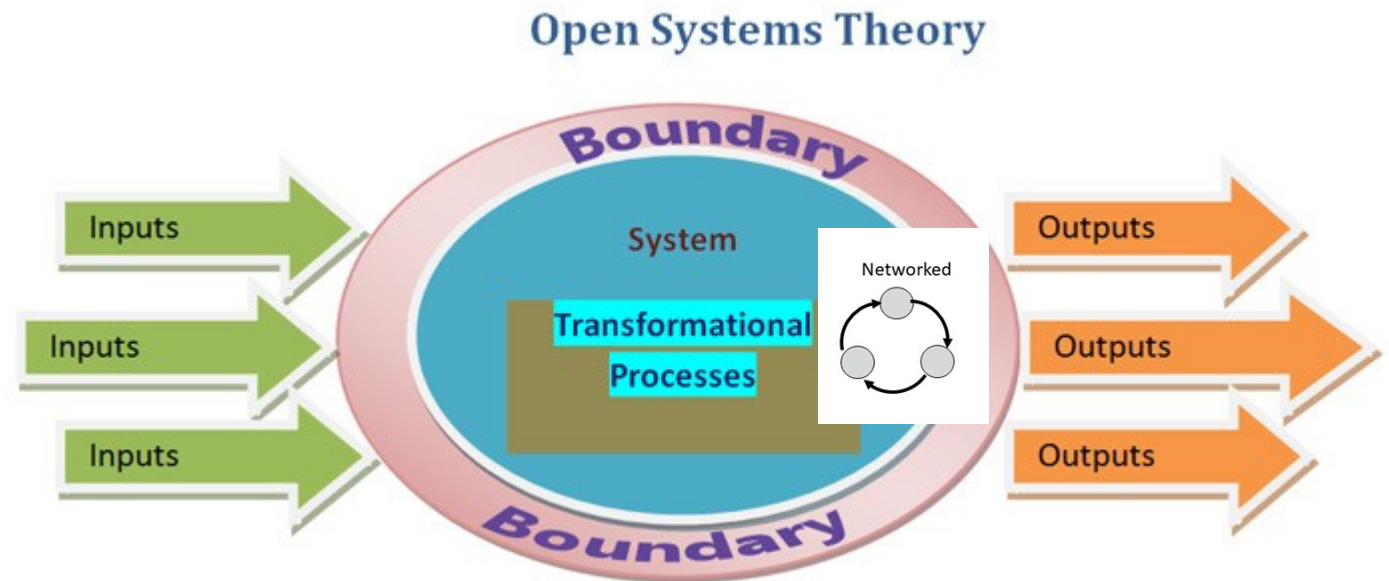 Open Systems Theory
Boundary
Inputs
Outputs
System
Networked
Transformational
Processes
Inputs
Outputs
Inputs
Outputs
Boundary